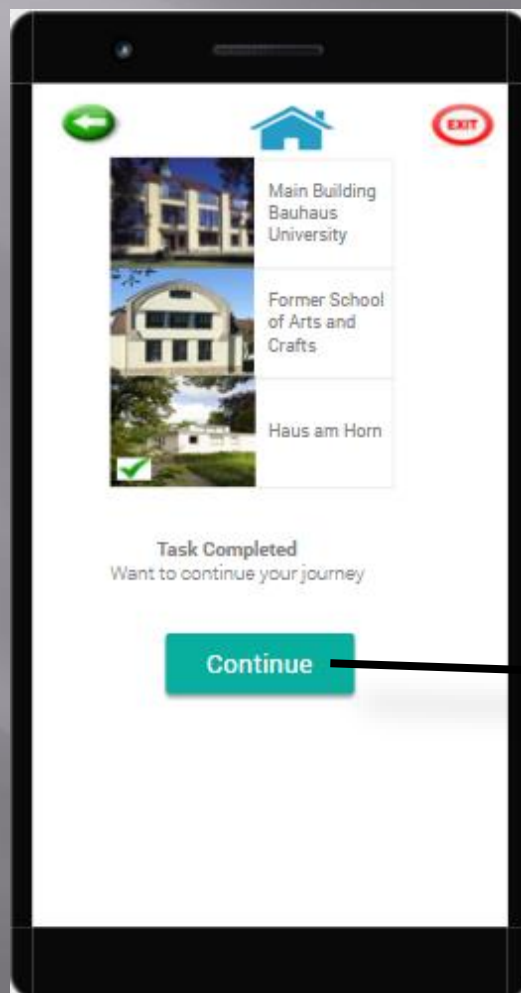 EXIT
Main Building
Bauhaus
University
Former School
of Arts and
Crafts
Haus am Horn
Task Completed
Want to continue your journey
Continue